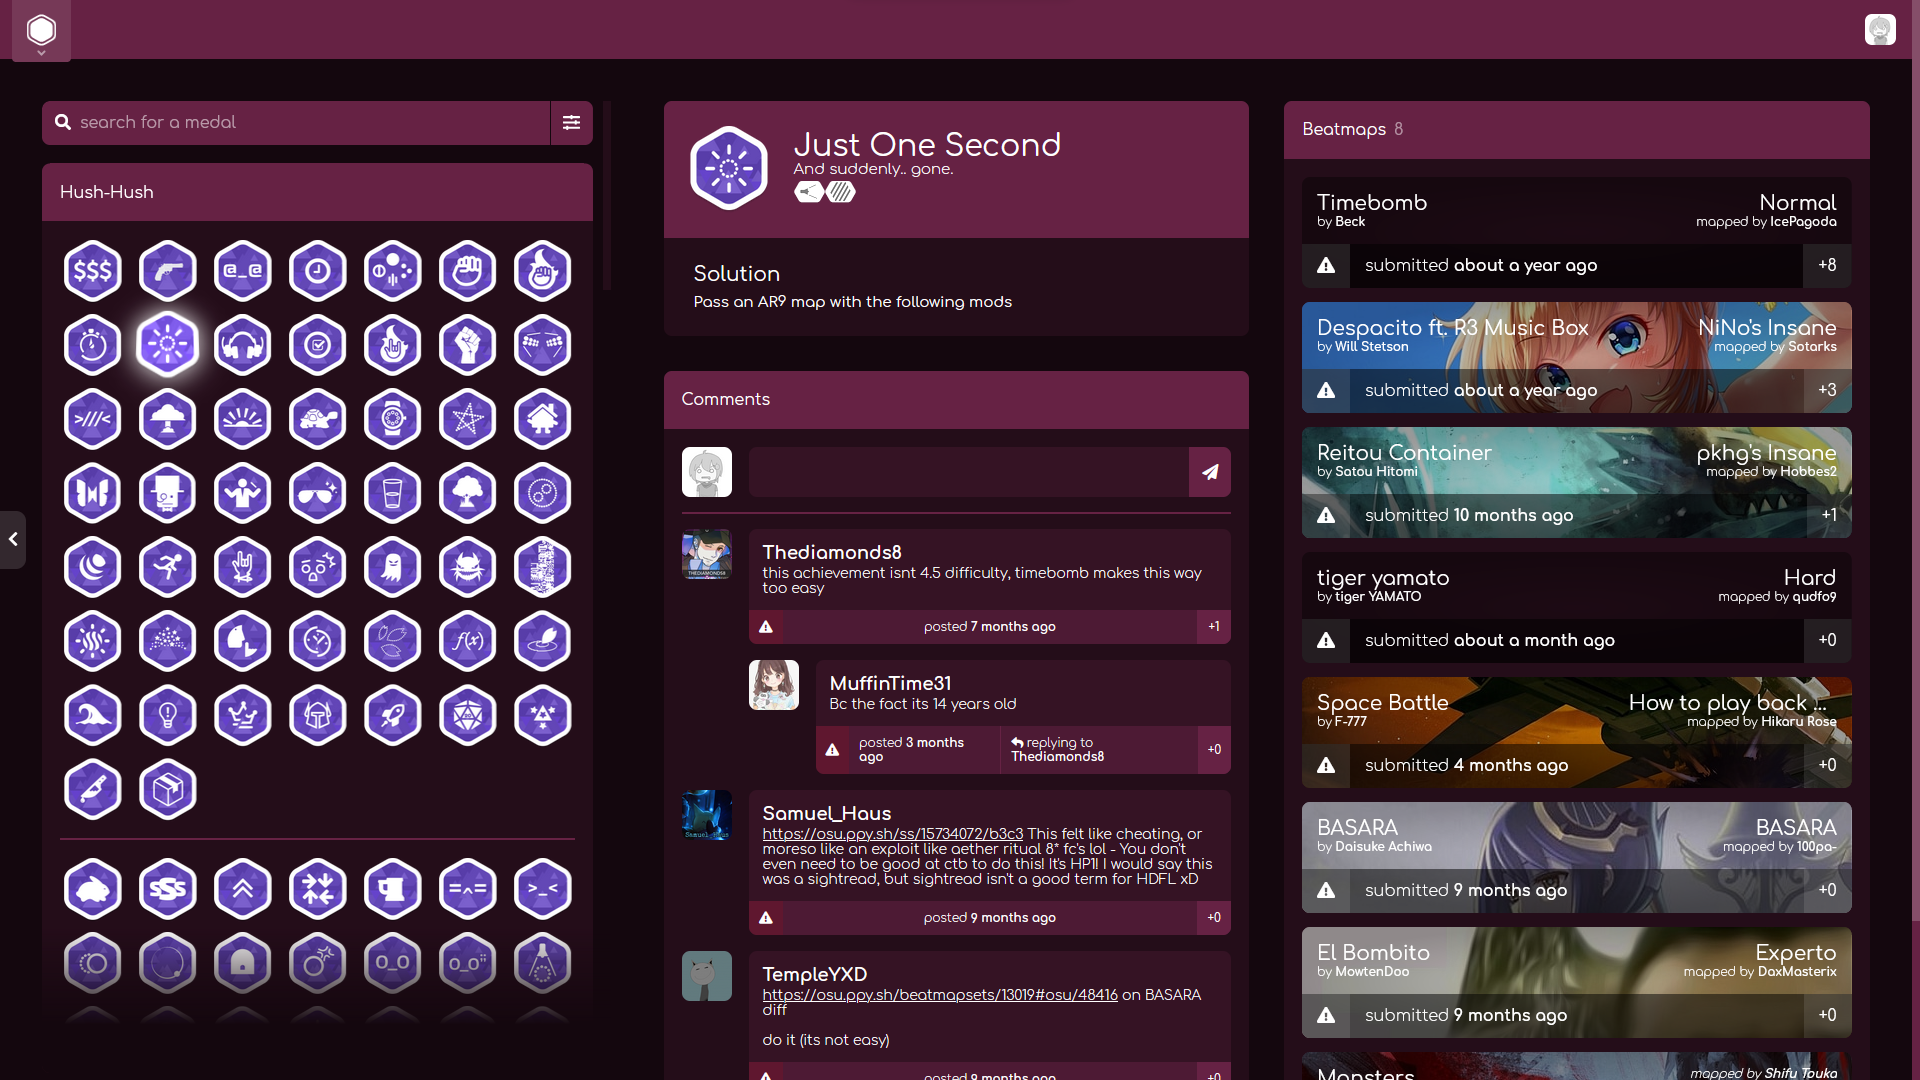 search for a medal
Hush-Hush
$$$
@_@
>///<
f(x)
$$$
=^=
>_<
o_o
o_o
Just One Second
And suddenly.. gone.
Solution
Pass an AR9 map with the following mods
Comments
Thediamonds8
this achievement isnt 4.5 difficulty, timebomb makes this way
too easy
posted 7 months ago
+1
MuffinTime31
Bc the fact its 14 years old
posted 3 months
ago
replying to
Thediamonds8
+0
Samuel_Haus
https://osu.ppy.sh/ss/15734072/b3c3 This felt like cheating, or
moreso like an exploit like aether ritual 8* fc's lol - You don't
even need to be good at ctb to do this! It's HP1! I would say this
was a sightread, but sightread isn't a good term for HDFL xD
posted 9 months ago
+0
TempleYXD
https://osu.ppy.sh/beatmapsets/13019#osu/48416 on BASARA
diff
do it (its not easy)
posted 9 months ago
+0
Beatmaps 8
Timebomb
Normal
by Beck
mapped by IcePagoda
submitted about a year ago
+8
Despacito ft. R3 Music Box
NiNo's Insane
by Will Stetson
mapped by Sotarks
submitted about a year ago
+3
Reitou Container
pkhg's Insane
by Satou Hitomi
mapped by Hobbes2
submitted 10 months ago
+1
tiger yamato
Hard
by tiger YAMATO
mapped by qudfo9
submitted about a month ago
+0
Space Battle
How to play back ...
by F-777
mapped by Hikaru Rose
submitted 4 months ago
+0
BASARA
BASARA
by Daisuke Achiwa
mapped by 100pa-
submitted 9 months ago
+0
El Bombito
Experto
by MowtenDoo
mapped by DaxMasterix
submitted 9 months ago
+0
Monsters
mapped by Shifu Touka